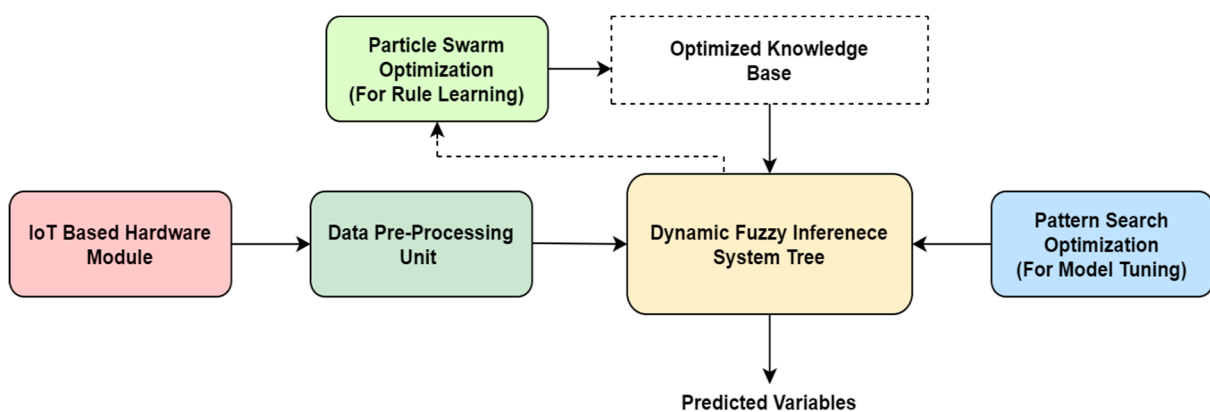 Particle Swarm
Optimization
(For Rule Learning)
Optimized Knowledge
Base
IoT Based Hardware
Module
Data Pre-Processing
Unit
Dynamic Fuzzy Inferenece
System Tree
Pattern Search
Optimization
(For Model Tuning)
Predicted Variables